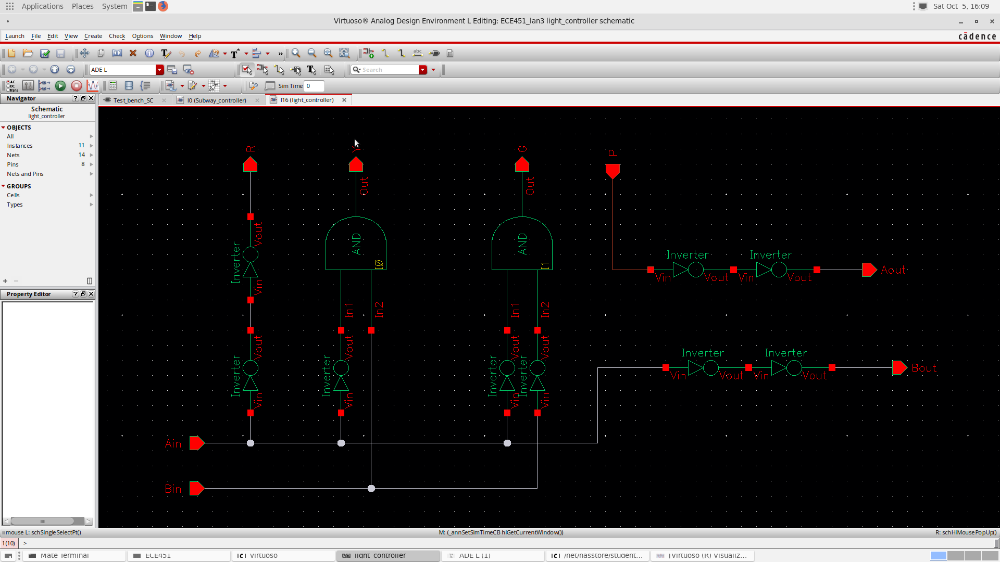 Applications Places System Sat Oct 5, 16:09
Virtuoso® Analog Design Environment L Editing: ECE451_lan3 light_controller schematic
Launch File Edit View Create Check Options Window Help cādence
abc
ADE L Search
AC DC Trans Sim Time 0
Navigator Test_bench_SC I0 (Subway_controller) I16 (light_controller)
Schematic
light_controller
OBJECTS
All
Instances 11
Nets 14
Pins 8
Nets and Pins
GROUPS
Cells
Types
Property Editor
R Y G P
Out Out
AND AND
I0 I1
Inverter Vout Vin
Inverter Inverter
Vin Vout Vin Vout Aout
In1 In2 In1 In2
Inverter Inverter
Vin Vout Vin Vout Bout
Inverter Vout Vin
Inverter Vout Vin
Inverter Vout Vin
Inverter Vout Vin
Ain
Bin
mouse L: schSingleSelectPt() M: (_annSetSimTimeCB hiGetCurrentWindow()) R: schHiMousePopUp()
1(10) >
Mate Terminal ECE451 Virtuoso light_controller ADE L (1) /net/nasstore/student... [Virtuoso (R) Visualiz...